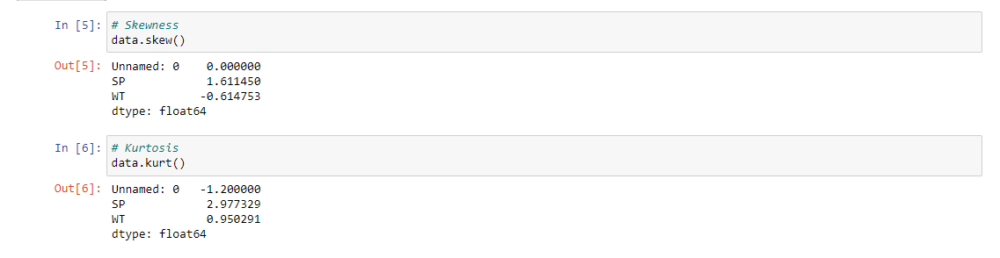 In [5]: # Skewness
data.skew()
Out[5]: Unnamed: 0    0.000000
SP            1.611450
WT           -0.614753
dtype: float64
In [6]: # Kurtosis
data.kurt()
Out[6]: Unnamed: 0   -1.200000
SP            2.977329
WT            0.950291
dtype: float64